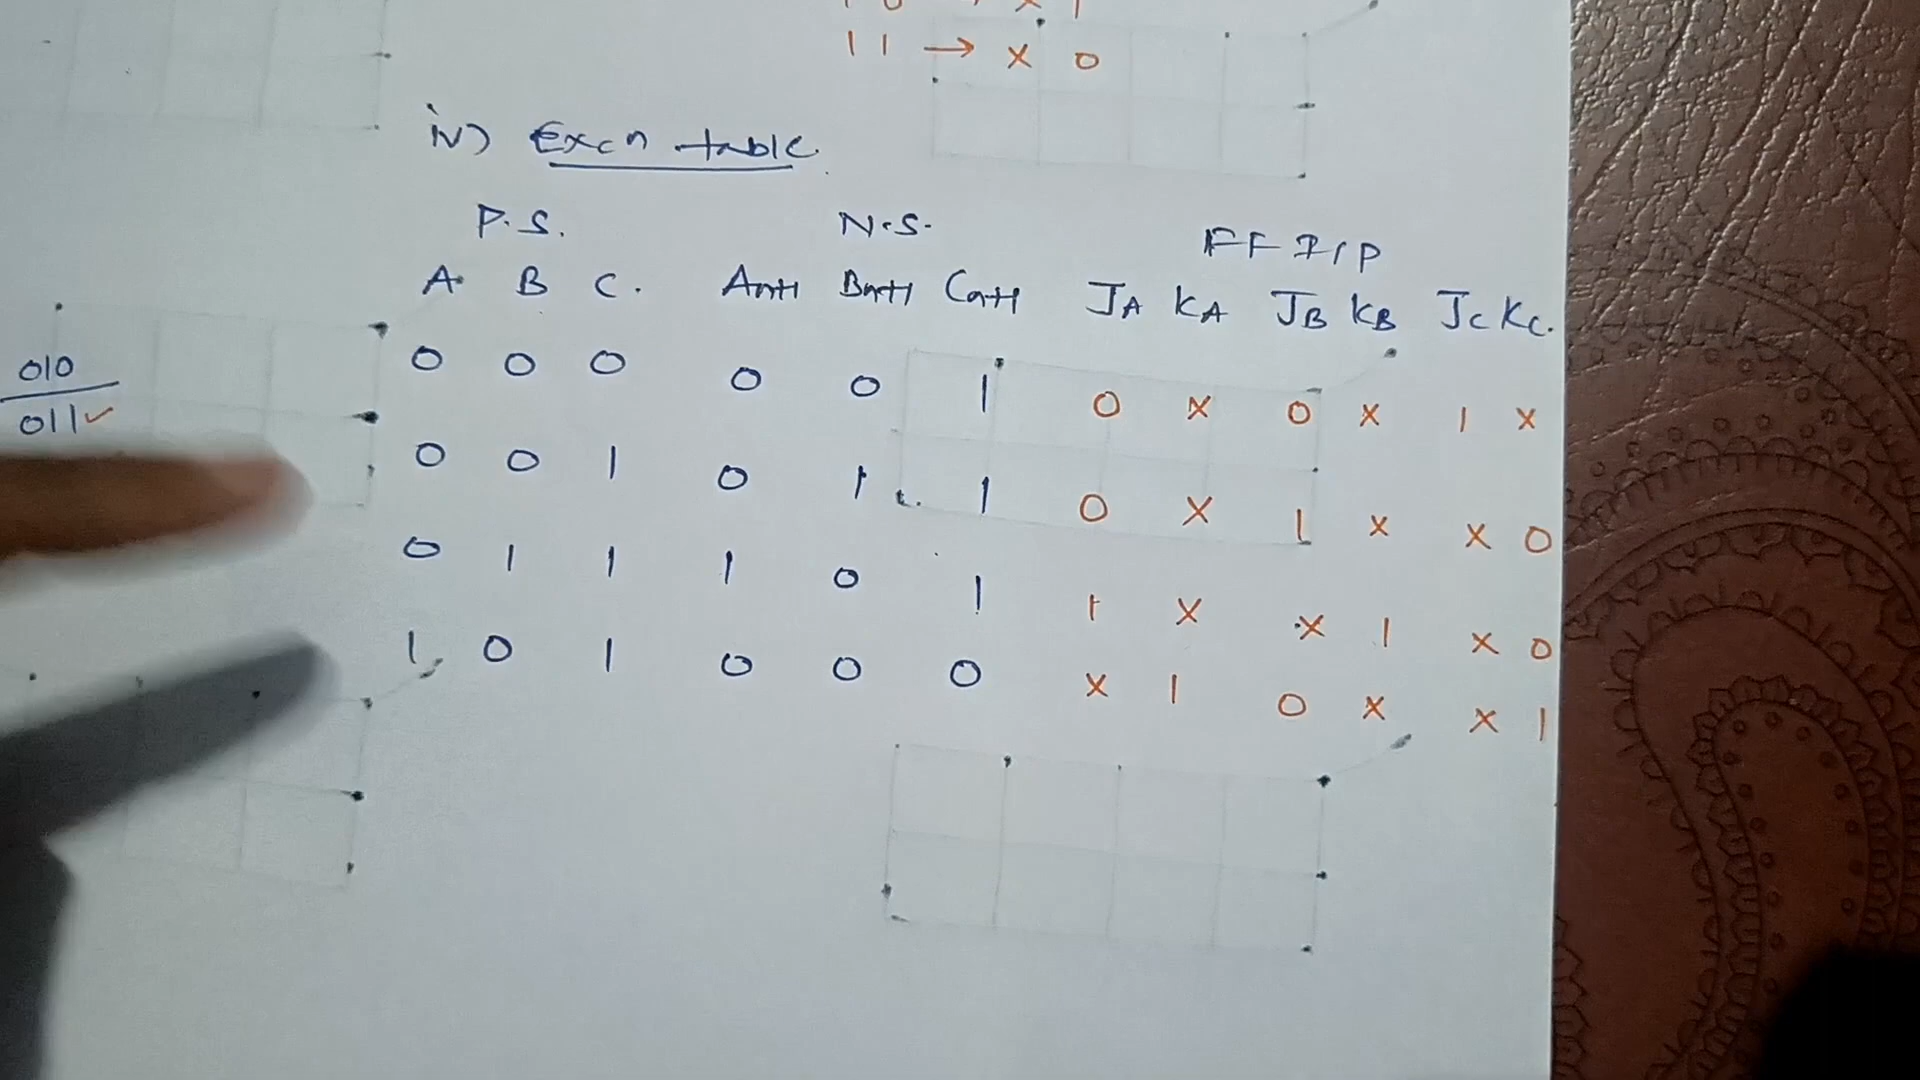 11 → x 0
iv) Excn table.
P.S. N.S. FF I/P
A B C. An+1 Bn+1 Cn+1 JA KA JB KB JC KC.
0 0 0 0 0 1 0 x 0 x 1 x
010
011✓
0 0 1 0 1 1 0 x 1 x x 0
0 1 1 1 0 1 1 x x 1 x 0
1 0 1 0 0 0 x 1 0 x x 1